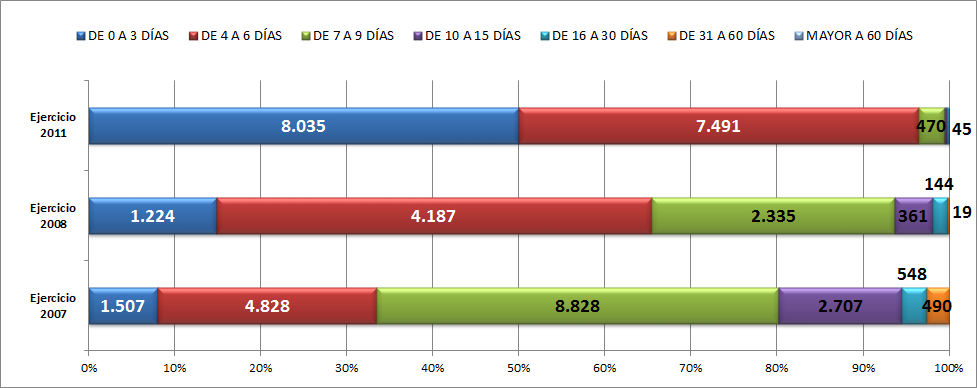 DE 0 A 3 DÍAS DE 4 A 6 DÍAS DE 7 A 9 DÍAS DE 10 A 15 DÍAS DE 16 A 30 DÍAS DE 31 A 60 DÍAS MAYOR A 60 DÍAS
Ejercicio
2011
8.035 7.491 470 45
Ejercicio
2008
1.224 4.187 2.335 361 144 19
Ejercicio
2007
1.507 4.828 8.828 2.707 548 490
0% 10% 20% 30% 40% 50% 60% 70% 80% 90% 100%